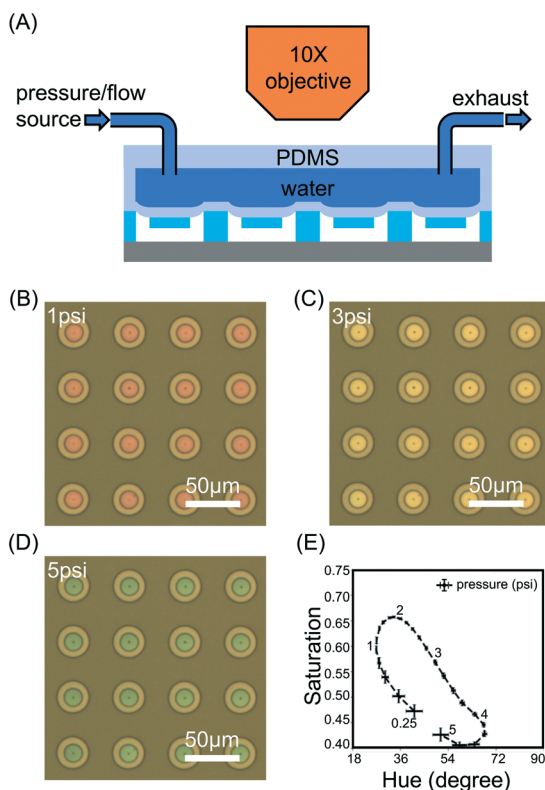 (A)
10X
objective
pressure/flow
source
exhaust
PDMS
water
(B)
1psi
50μm
(C)
3psi
50μm
(D)
5psi
50μm
(E)
Saturation
0.75
0.70
0.65
0.60
0.55
0.50
0.45
0.40
pressure (psi)
2
1
3
0.25
5
4
18 36 54 72 90
Hue (degree)